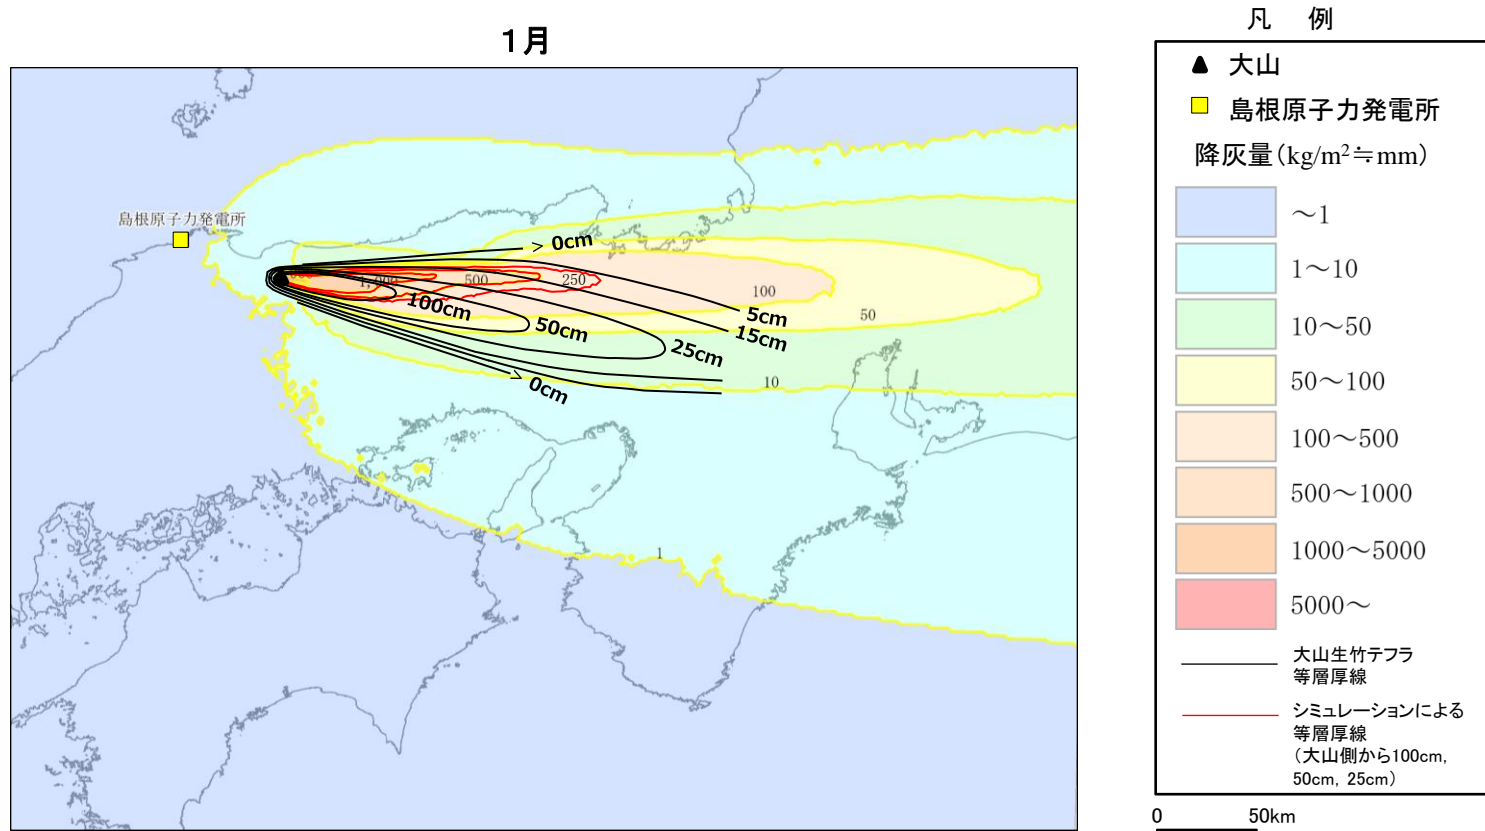 1月
島根原子力発電所
> 0cm
1,000
500
250
100
100cm
5cm
50
50cm
15cm
25cm
> 0cm
10
1
凡 例
大山
島根原子力発電所
降灰量(kg/m²≒mm)
~1
1~10
10~50
50~100
100~500
500~1000
1000~5000
5000~
大山生竹テフラ
等層厚線
シミュレーションによる
等層厚線
(大山側から100cm,
50cm, 25cm)
0 50km